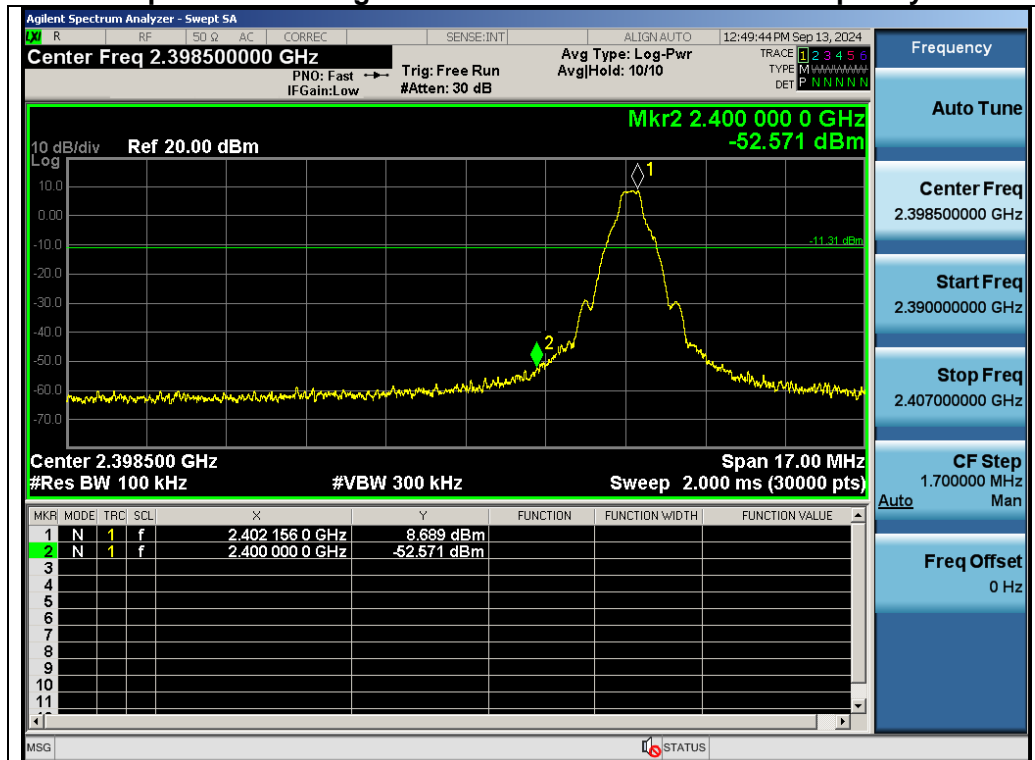 Agilent Spectrum Analyzer - Swept SA
LXI R RF 50 Ω AC CORREC SENSE:INT ALIGN AUTO 12:49:44 PM Sep 13, 2024
Center Freq 2.398500000 GHz
PNO: Fast
IFGain:Low
Trig: Free Run
#Atten: 30 dB
Avg Type: Log-Pwr
Avg|Hold: 10/10
TRACE 1 2 3 4 5 6
TYPE M
DET P N N N N N
Mkr2 2.400 000 0 GHz
-52.571 dBm
10 dB/div Ref 20.00 dBm
Log
10.0
0.00
-10.0
-20.0
-30.0
-40.0
-50.0
-60.0
-70.0
1
-11.31 dBm
2
Center 2.398500 GHz Span 17.00 MHz
#Res BW 100 kHz #VBW 300 kHz Sweep 2.000 ms (30000 pts)
MKR MODE TRC SCL X Y FUNCTION FUNCTION WIDTH FUNCTION VALUE
1 N 1 f 2.402 156 0 GHz 8.689 dBm
2 N 1 f 2.400 000 0 GHz -52.571 dBm
3
4
5
6
7
8
9
10
11
MSG STATUS
Frequency
Auto Tune
Center Freq
2.398500000 GHz
Start Freq
2.390000000 GHz
Stop Freq
2.407000000 GHz
CF Step
1.700000 MHz
Auto Man
Freq Offset
0 Hz